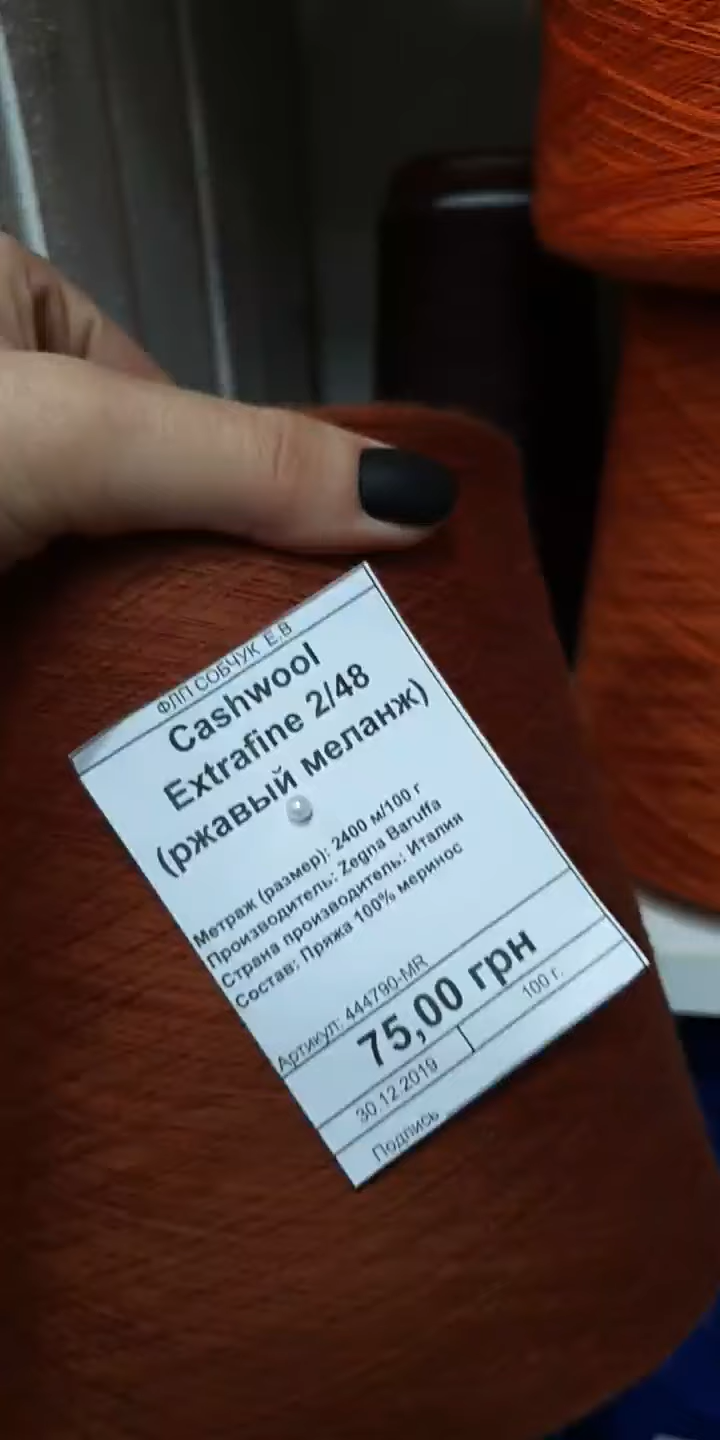 ФЛП СОБЧУК Е.В
Cashwool
Extrafine 2/48
(ржавый меланж)
Метраж (размер): 2400 м/100 г
Производитель: Zegna Baruffa
Страна производитель: Италия
Состав: Пряжа 100% меринос
Артикул: 444790-MR
75,00 грн
30.12.2019
100 г.
Подпись